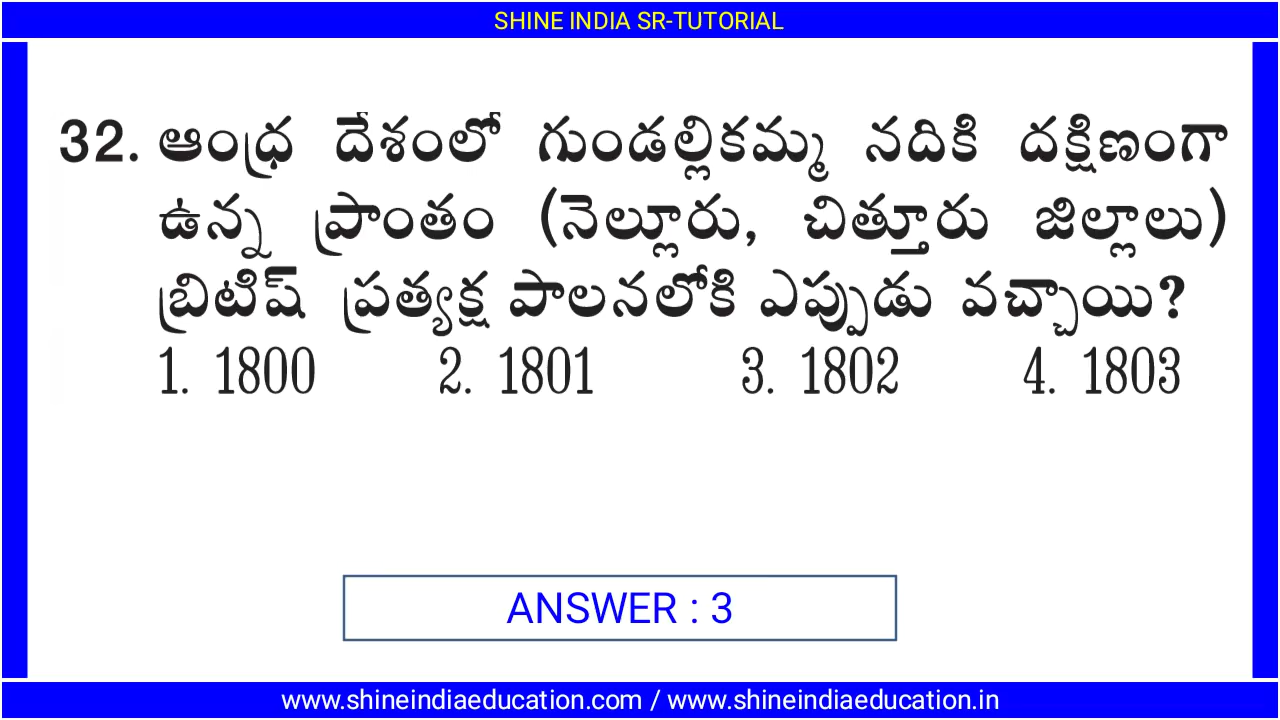 SHINE INDIA SR-TUTORIAL
32. ఆంధ్ర దేశంలో గుండల్లికమ్మ నదికి దక్షిణంగా
ఉన్న ప్రాంతం (నెల్లూరు, చిత్తూరు జిల్లాలు)
బ్రిటిష్ ప్రత్యక్ష పాలనలోకి ఎప్పుడు వచ్చాయి?
1. 1800 2. 1801 3. 1802 4. 1803
ANSWER : 3
www.shineindiaeducation.com / www.shineindiaeducation.in